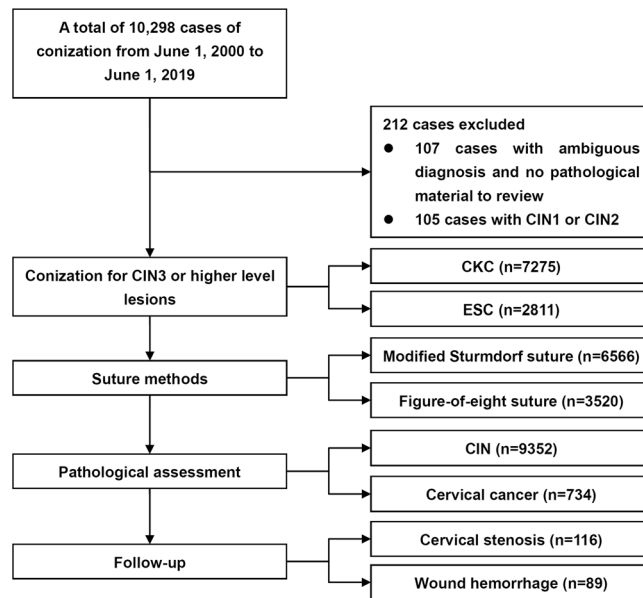 A total of 10,298 cases of
conization from June 1, 2000 to
June 1, 2019
212 cases excluded
● 107 cases with ambiguous
diagnosis and no pathological
material to review
● 105 cases with CIN1 or CIN2
Conization for CIN3 or higher level
lesions
CKC (n=7275)
ESC (n=2811)
Suture methods
Modified Sturmdorf suture (n=6566)
Figure-of-eight suture (n=3520)
Pathological assessment
CIN (n=9352)
Cervical cancer (n=734)
Follow-up
Cervical stenosis (n=116)
Wound hemorrhage (n=89)